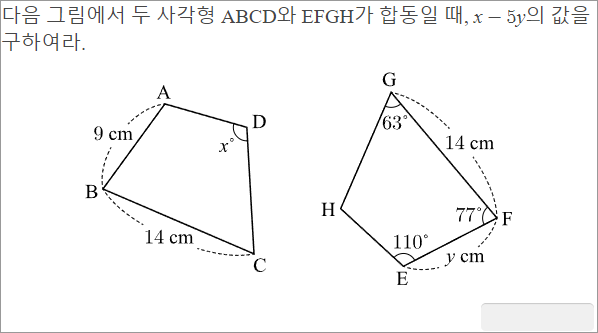 다음 그림에서 두 사각형 ABCD와 EFGH가 합동일 때, x − 5y의 값을
구하여라.
G
A
63°
9 cm
D
x°
14 cm
B
H
77°
F
14 cm
110°
y cm
C
E